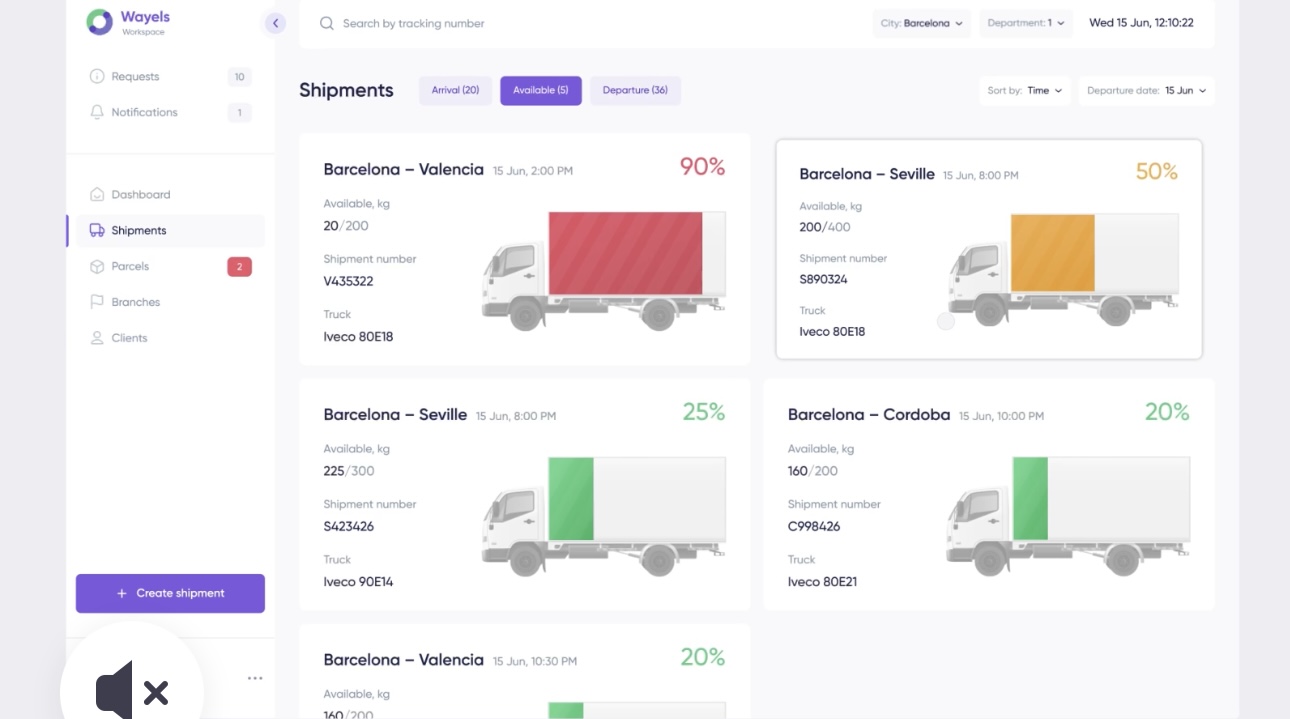 Wayels
Workspace
Search by tracking number
City: Barcelona
Department: 1
Wed 15 Jun, 12:10:22
Requests 10
Notifications 1
Dashboard
Shipments
Parcels 2
Branches
Clients
+ Create shipment
Shipments
Arrival (20)
Available (5)
Departure (36)
Sort by: Time
Departure date: 15 Jun
Barcelona – Valencia 15 Jun, 2:00 PM 90%
Available, kg
20/200
Shipment number
V435322
Truck
Iveco 80E18
Barcelona – Seville 15 Jun, 8:00 PM 50%
Available, kg
200/400
Shipment number
S890324
Truck
Iveco 80E18
Barcelona – Seville 15 Jun, 8:00 PM 25%
Available, kg
225/300
Shipment number
S423426
Truck
Iveco 90E14
Barcelona – Cordoba 15 Jun, 10:00 PM 20%
Available, kg
160/200
Shipment number
C998426
Truck
Iveco 80E21
Barcelona – Valencia 15 Jun, 10:30 PM 20%
Available, kg
160/200